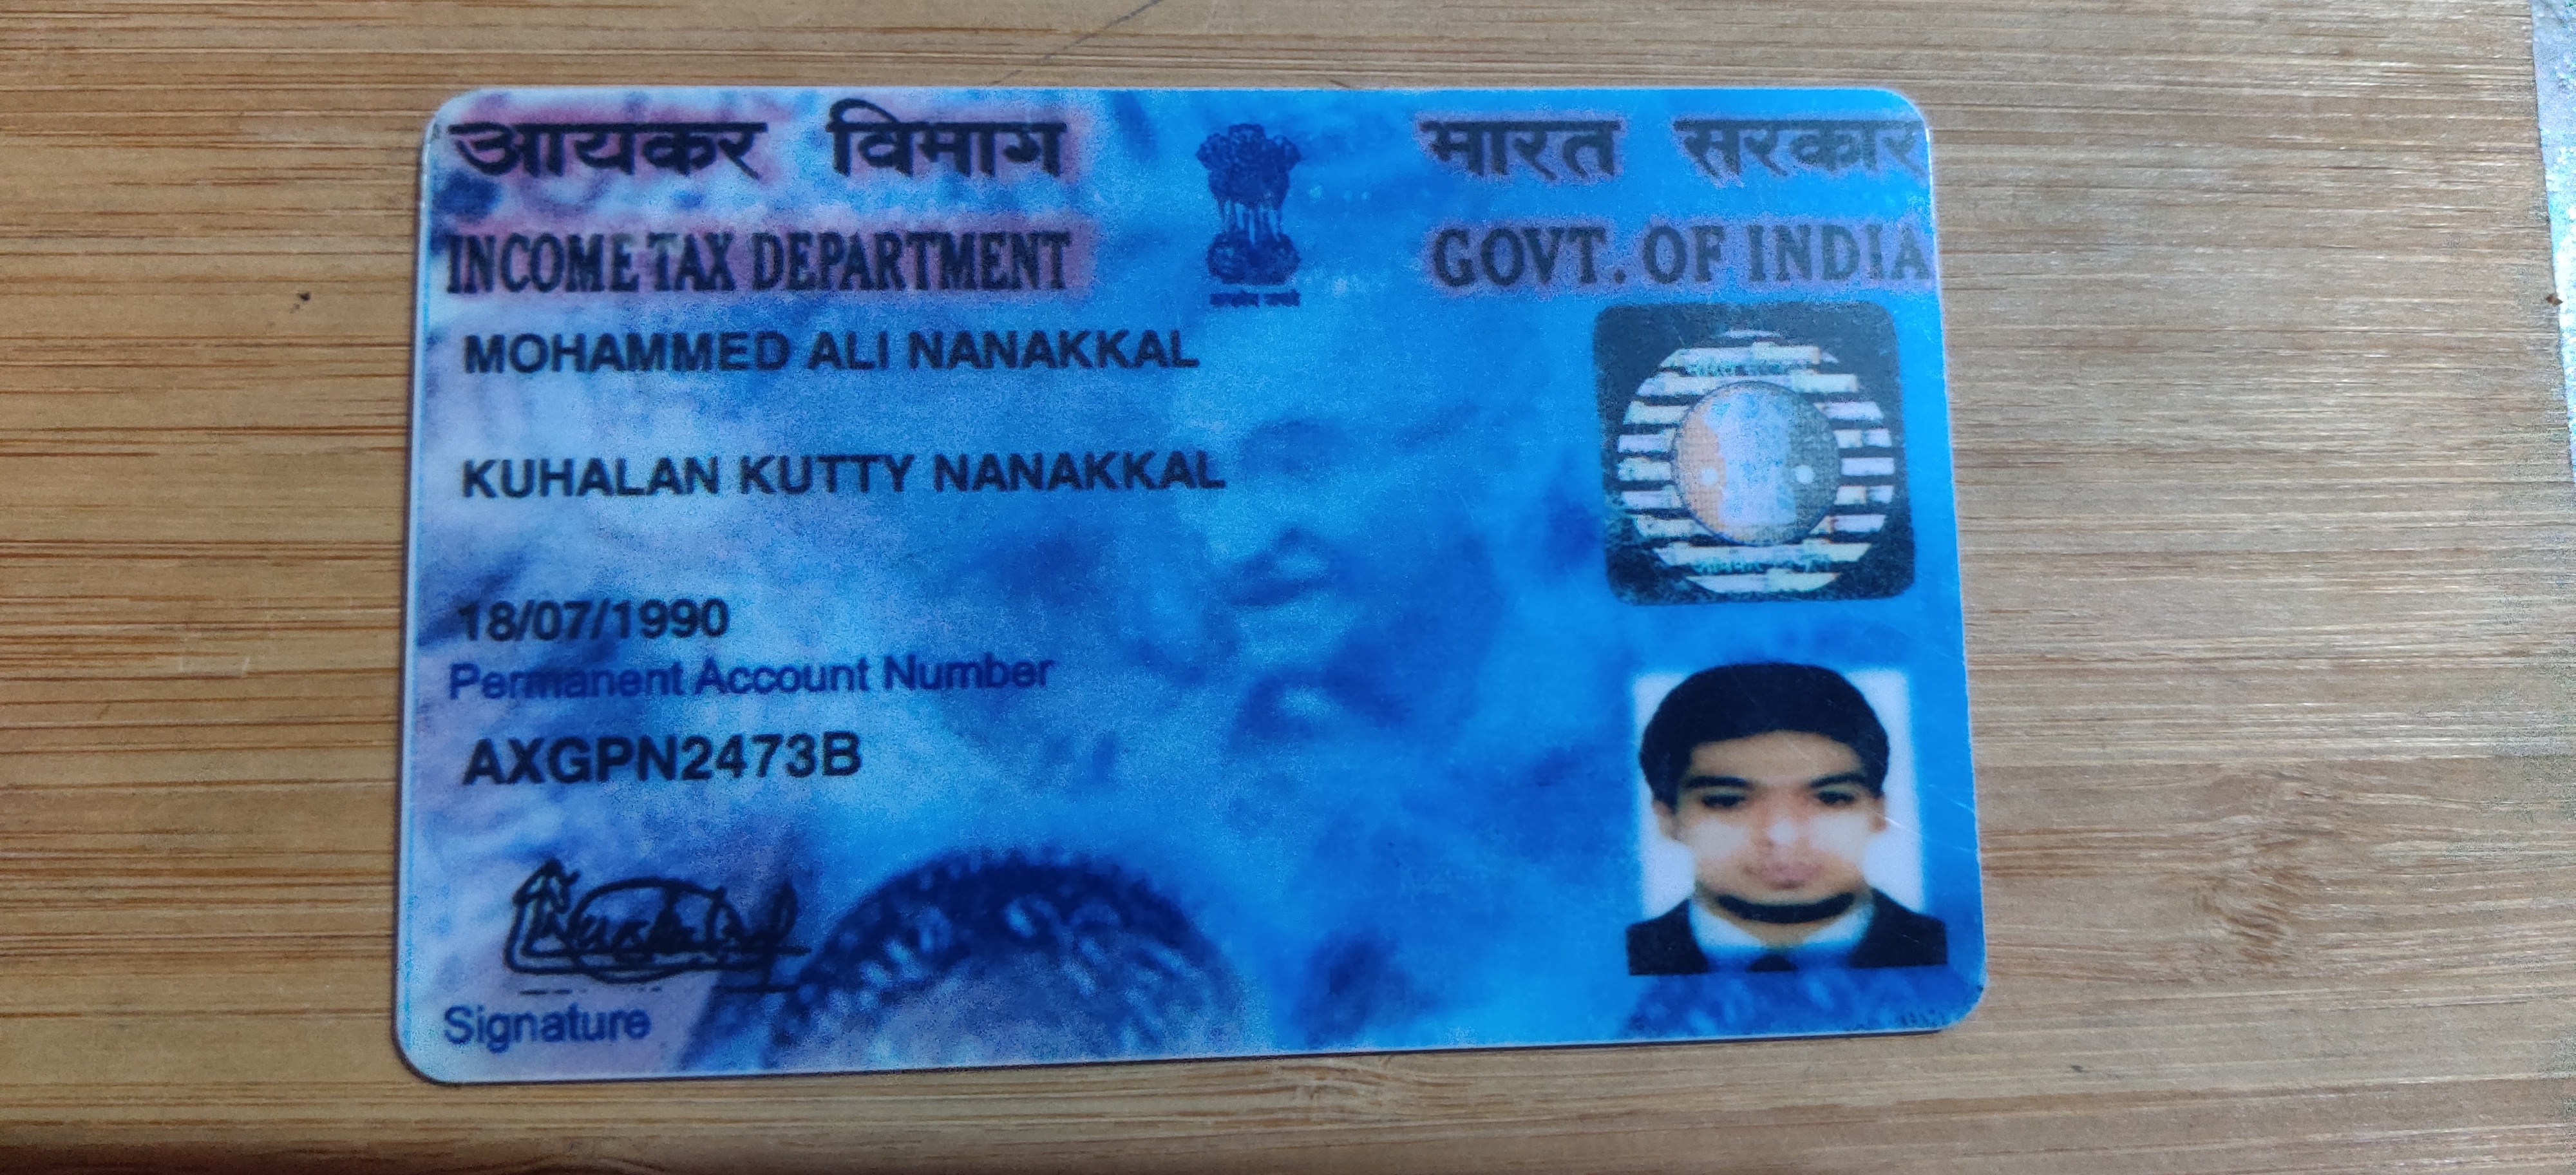 आयकर विभाग
भारत सरकार
INCOME TAX DEPARTMENT
GOVT. OF INDIA
MOHAMMED ALI NANAKKAL
KUHALAN KUTTY NANAKKAL
18/07/1990
Permanent Account Number
AXGPN2473B
Signature